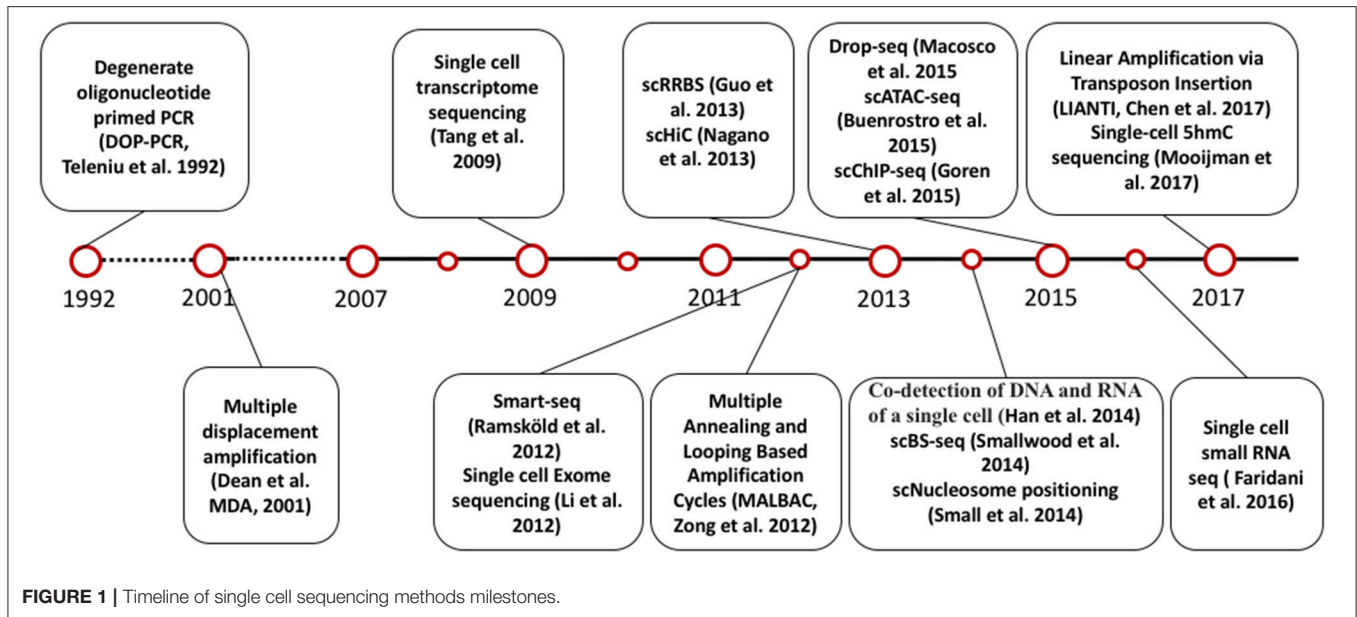 Degenerate
oligonucleotide
primed PCR
(DOP-PCR,
Teleniu et al. 1992)
Single cell
transcriptome
sequencing
(Tang et al.
2009)
scRRBS (Guo et
al. 2013)
scHiC (Nagano
et al. 2013)
Drop-seq (Macosco
et al. 2015
scATAC-seq
(Buenrostro et al.
2015)
scChIP-seq (Goren
et al. 2015)
Linear Amplification via
Transposon Insertion
(LIANTI, Chen et al. 2017)
Single-cell 5hmC
sequencing (Mooijman et
al. 2017)
1992
2001
2007
2009
2011
2013
2015
2017
Multiple
displacement
amplification
(Dean et al.
MDA, 2001)
Smart-seq
(Ramsköld et al.
2012)
Single cell Exome
sequencing (Li et al.
2012)
Multiple
Annealing and
Looping Based
Amplification
Cycles (MALBAC,
Zong et al. 2012)
Co-detection of DNA and RNA
of a single cell (Han et al. 2014)
scBS-seq (Smallwood et al.
2014)
scNucleosome positioning
(Small et al. 2014)
Single cell
small RNA
seq ( Faridani
et al. 2016)
FIGURE 1 | Timeline of single cell sequencing methods milestones.